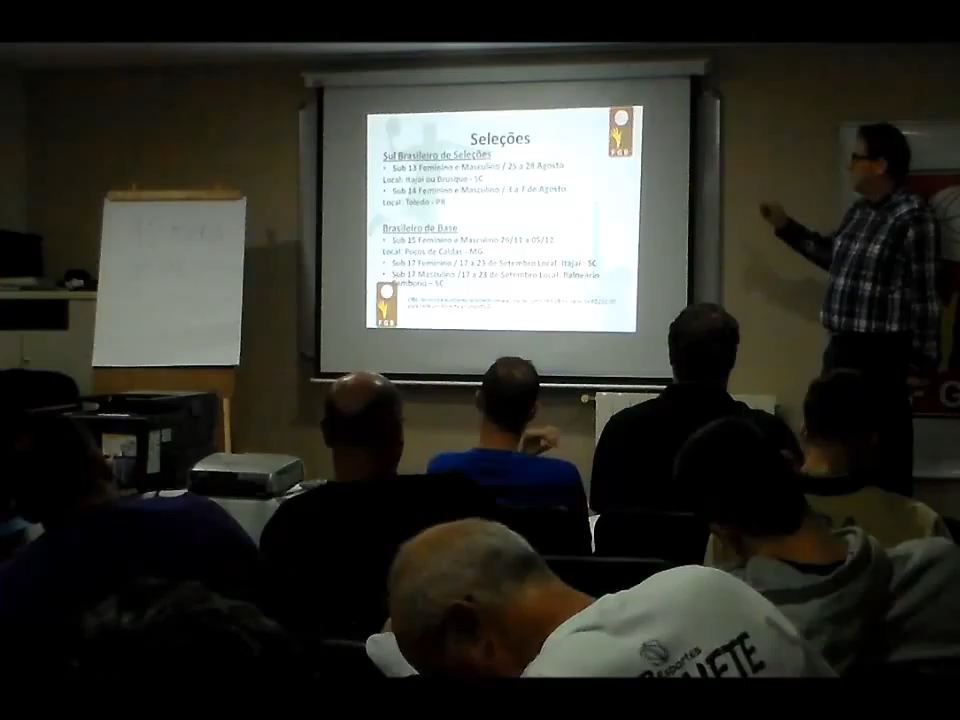 Seleções
FGB
Sul Brasileiro de Seleções
• Sub 13 Feminino e Masculino / 25 a 28 Agosto
Local: Itajaí ou Brusque - SC
• Sub 14 Feminino e Masculino / 4 a 7 de Agosto
Local: Toledo - PR
Brasileiro de Base
• Sub 15 Feminino e Masculino 29/11 a 05/12
Local: Poços de Caldas - MG
• Sub 17 Feminino / 17 a 23 de Setembro Local: Itajaí - SC
• Sub 17 Masculino /17 a 23 de Setembro Local: Balneário
Camboriú - SC
FGB
F G
Esportes